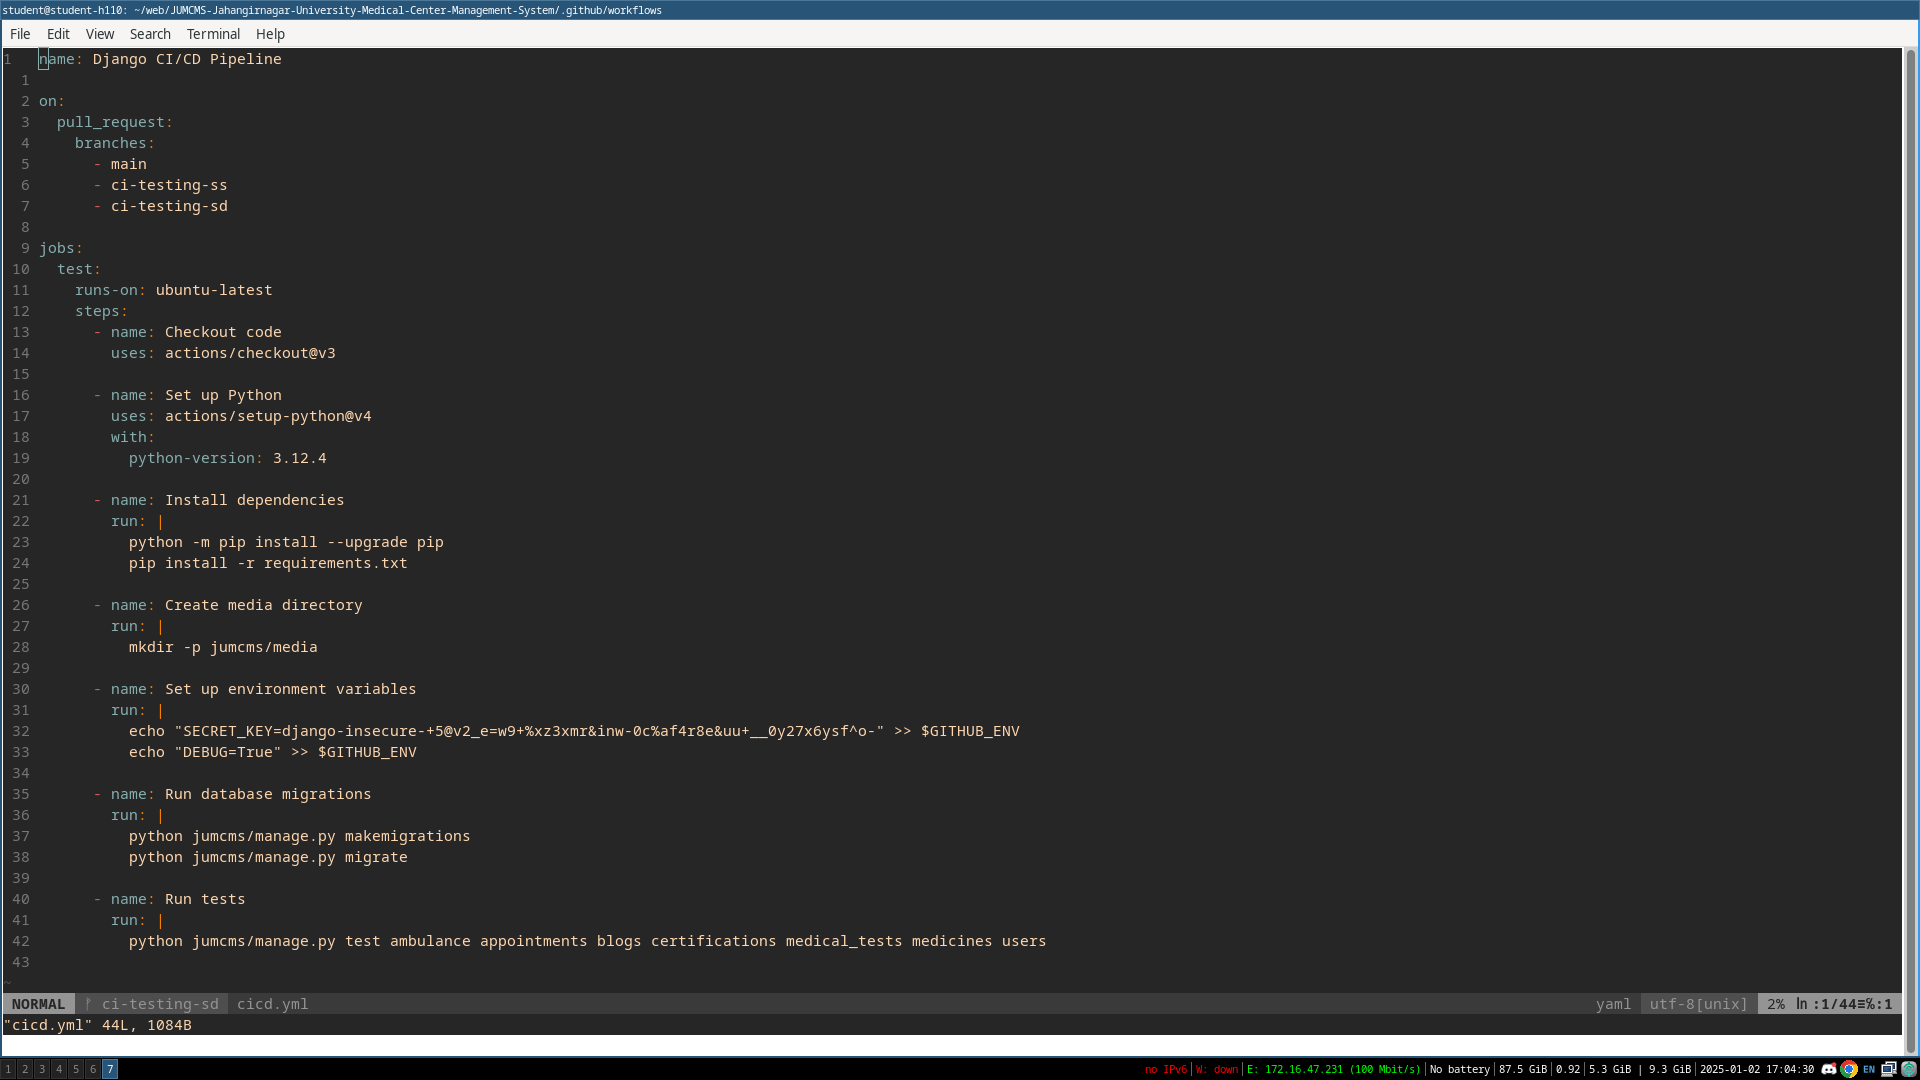 student@student-h110: ~/web/JUMCMS-Jahangirnagar-University-Medical-Center-Management-System/.github/workflows
File Edit View Search Terminal Help
1 name: Django CI/CD Pipeline
1
2 on:
3 pull_request:
4 branches:
5 - main
6 - ci-testing-ss
7 - ci-testing-sd
8
9 jobs:
10 test:
11 runs-on: ubuntu-latest
12 steps:
13 - name: Checkout code
14 uses: actions/checkout@v3
15
16 - name: Set up Python
17 uses: actions/setup-python@v4
18 with:
19 python-version: 3.12.4
20
21 - name: Install dependencies
22 run: |
23 python -m pip install --upgrade pip
24 pip install -r requirements.txt
25
26 - name: Create media directory
27 run: |
28 mkdir -p jumcms/media
29
30 - name: Set up environment variables
31 run: |
32 echo "SECRET_KEY=django-insecure-+5@v2_e=w9+%xz3xmr&inw-0c%af4r8e&uu+__0y27x6ysf^o-" >> $GITHUB_ENV
33 echo "DEBUG=True" >> $GITHUB_ENV
34
35 - name: Run database migrations
36 run: |
37 python jumcms/manage.py makemigrations
38 python jumcms/manage.py migrate
39
40 - name: Run tests
41 run: |
42 python jumcms/manage.py test ambulance appointments blogs certifications medical_tests medicines users
43
~
NORMAL ci-testing-sd cicd.yml yaml utf-8[unix] 2% ln :1/44≡℅:1
"cicd.yml" 44L, 1084B
1 2 3 4 5 6 7 no IPv6 | W: down | E: 172.16.47.231 (100 Mbit/s) | No battery | 87.5 GiB | 0.92 | 5.3 GiB | 9.3 GiB | 2025-01-02 17:04:30 EN